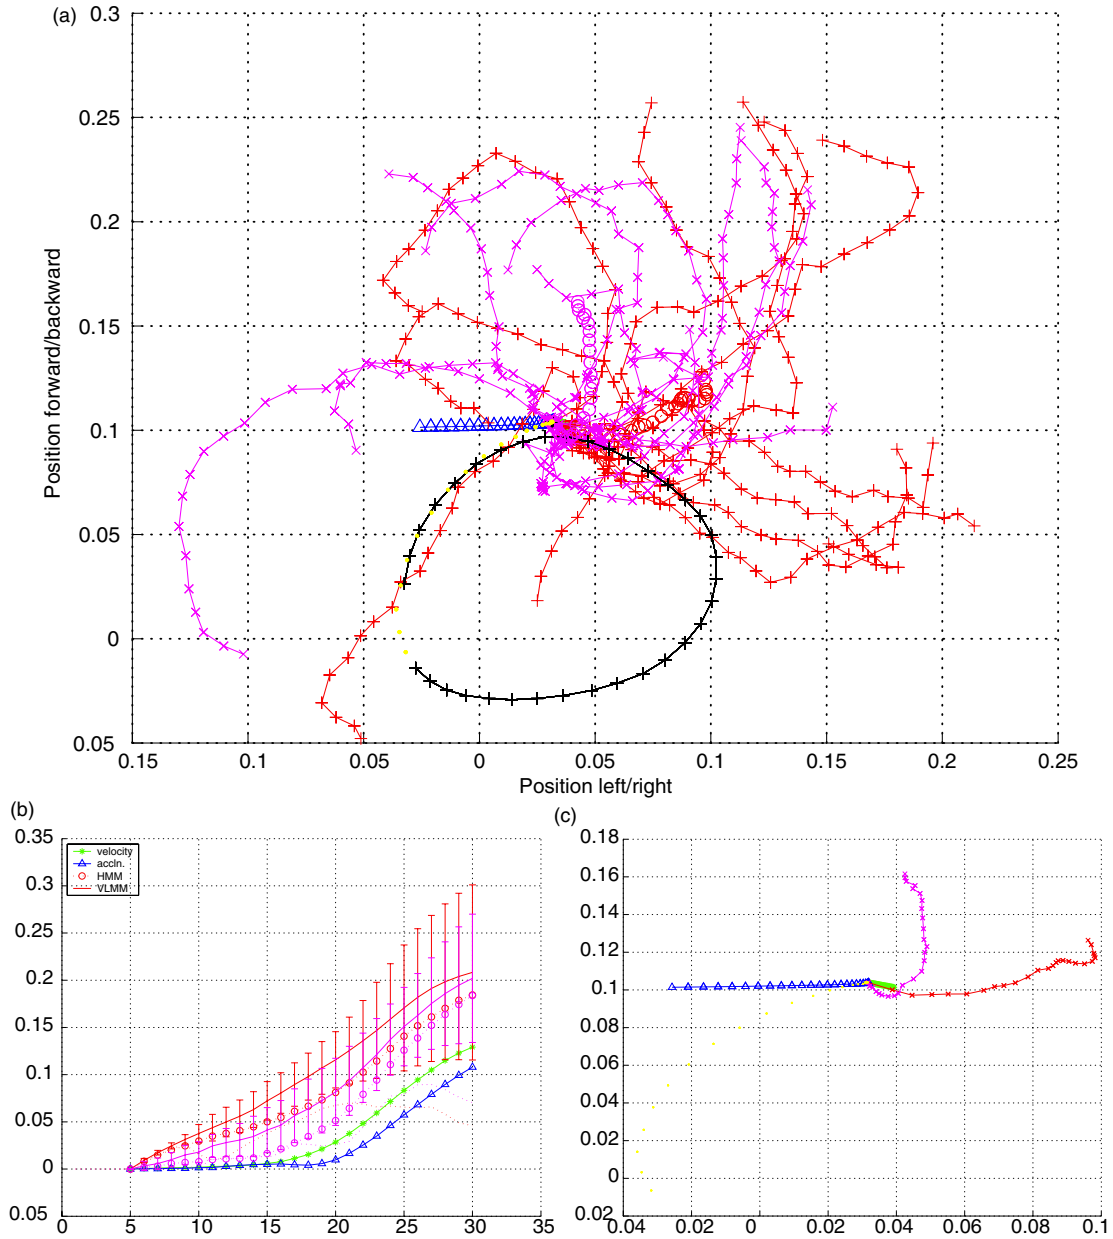 (a)
0.3
0.25
0.2
0.15
0.1
0.05
0
0.05
Position forward/backward
0.15 0.1 0.05 0 0.05 0.1 0.15 0.2 0.25
Position left/right
(b)
0.35
0.3
0.25
0.2
0.15
0.1
0.05
0
0.05
velocity
accln.
HMM
VLMM
0 5 10 15 20 25 30 35
(c)
0.18
0.16
0.14
0.12
0.1
0.08
0.06
0.04
0.02
0
0.02
0.04 0.02 0 0.02 0.04 0.06 0.08 0.1